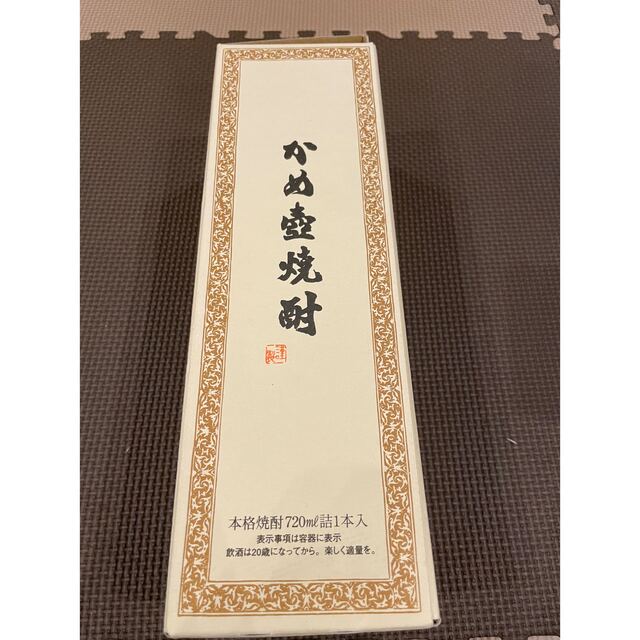 かめ壺焼酎
本格焼酎720ml詰1本入
表示事項は容器に表示
飲酒は20歳になってから。楽しく適量を。